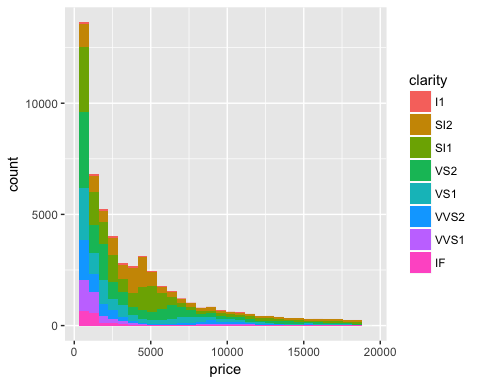 10000
5000
0
count
0 5000 10000 15000 20000
price
clarity
I1
SI2
SI1
VS2
VS1
VVS2
VVS1
IF